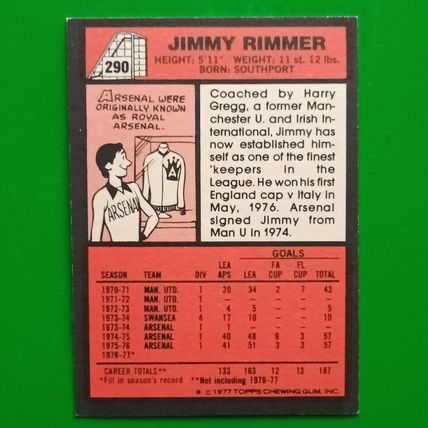 290
JIMMY RIMMER
HEIGHT: 5'11" WEIGHT: 11 st. 12 lbs.
BORN: SOUTHPORT
ARSENAL WERE
ORIGINALLY KNOWN
AS ROYAL
ARSENAL.
A
ARSENAL
Coached by Harry
Gregg, a former Man-
chester U. and Irish In-
ternational, Jimmy has
now established him-
self as one of the finest
'keepers in the
League. He won his first
England cap v Italy in
May, 1976. Arsenal
signed Jimmy from
Man U in 1974.
GOALS
SEASON TEAM DIV LEA APS LEA FA CUP FL CUP TOTAL
1970-71 MAN. UTD. 1 20 34 2 7 43
1971-72 MAN. UTD. 1 – – – – –
1972-73 MAN. UTD. 1 4 5 – – 5
1973-74 SWANSEA 4 17 10 – – 10
1973-74 ARSENAL 1 – – – – –
1974-75 ARSENAL 1 40 48 6 3 57
1975-76 ARSENAL 1 41 51 3 3 57
1976-77*
CAREER TOTALS** 133 163 12 13 187
*Fill in season's record **Not including 1976-77
* © 1977 TOPPS CHEWING GUM, INC.